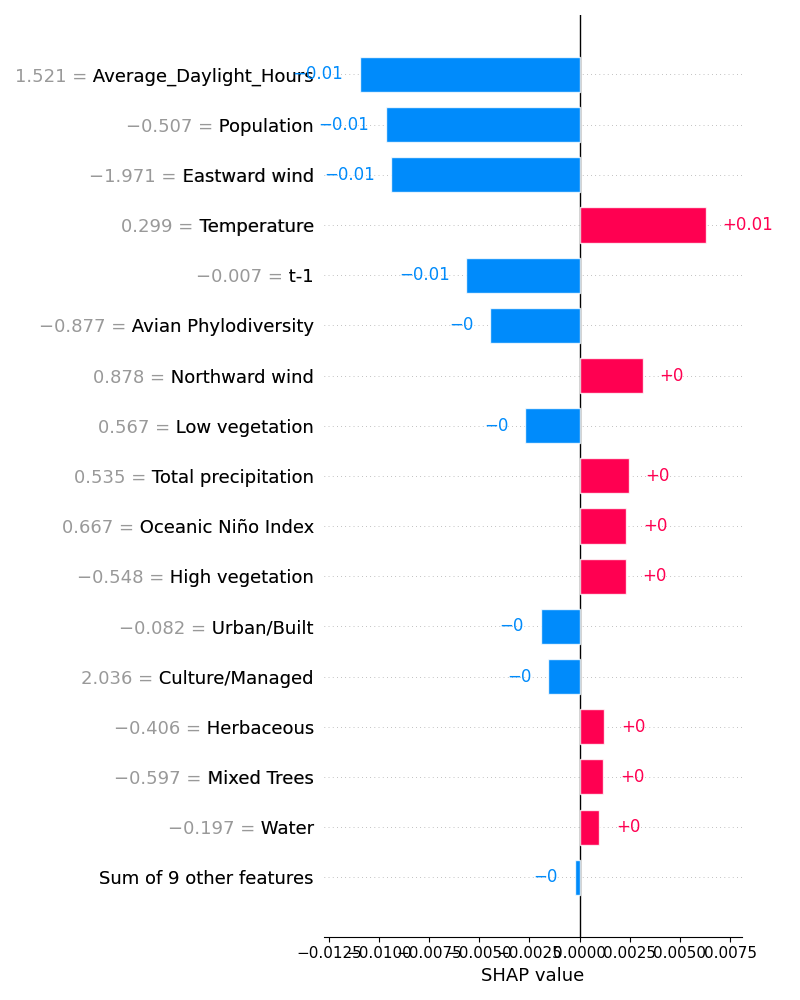 1.521 = Average_Daylight_Hours −0.01
−0.507 = Population −0.01
−1.971 = Eastward wind −0.01
0.299 = Temperature +0.01
−0.007 = t-1 −0.01
−0.877 = Avian Phylodiversity −0
0.878 = Northward wind +0
0.567 = Low vegetation −0
0.535 = Total precipitation +0
0.667 = Oceanic Niño Index +0
−0.548 = High vegetation +0
−0.082 = Urban/Built −0
2.036 = Culture/Managed −0
−0.406 = Herbaceous +0
−0.597 = Mixed Trees +0
−0.197 = Water +0
Sum of 9 other features −0
−0.0125 −0.0100 −0.0075 −0.0050 −0.0025 0.0000 0.0025 0.0050 0.0075
SHAP value